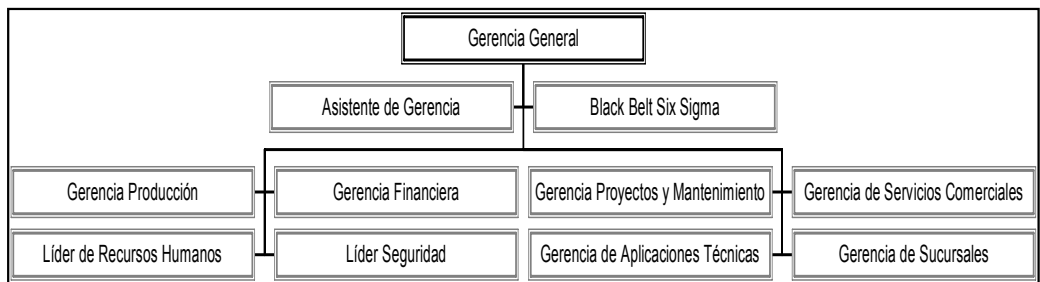 Gerencia General
Asistente de Gerencia
Black Belt Six Sigma
Gerencia Producción
Gerencia Financiera
Gerencia Proyectos y Mantenimiento
Gerencia de Servicios Comerciales
Líder de Recursos Humanos
Líder Seguridad
Gerencia de Aplicaciones Técnicas
Gerencia de Sucursales